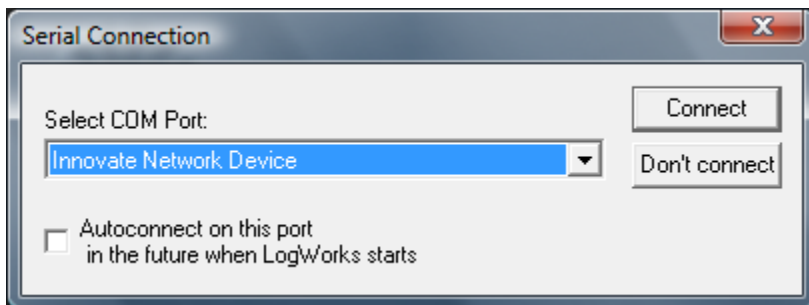 Serial Connection
Select COM Port:
Connect
Innovate Network Device
Don't connect
Autoconnect on this port
in the future when LogWorks starts